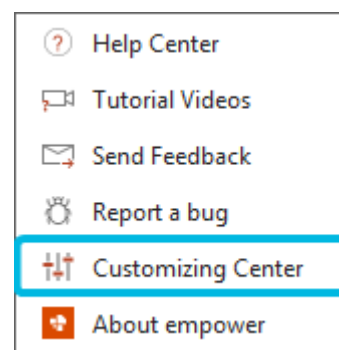 Help Center
Tutorial Videos
Send Feedback
Report a bug
Customizing Center
About empower